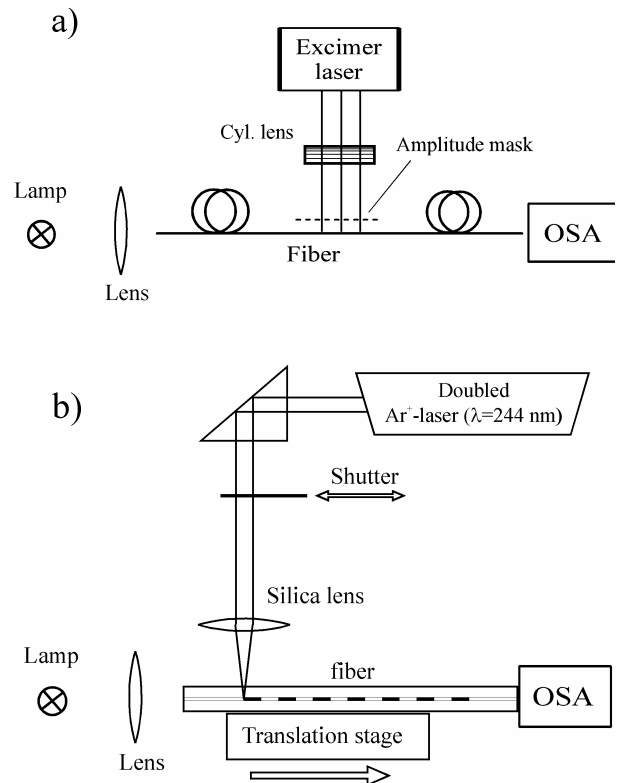 a)
Excimer
laser
Cyl. lens
Amplitude mask
Lamp
Fiber
OSA
Lens
b)
Doubled
Ar⁺-laser (λ=244 nm)
Shutter
Silica lens
Lamp
fiber
OSA
Lens
Translation stage